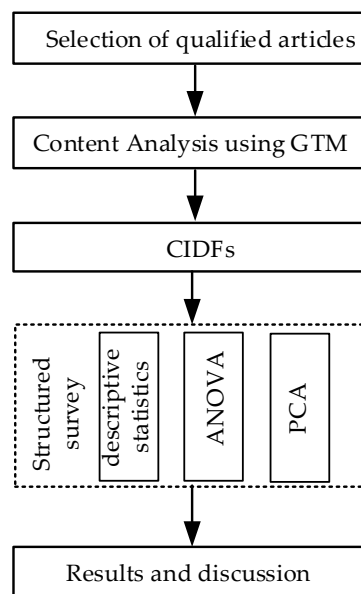 Selection of qualified articles
Content Analysis using GTM
CIDFs
Structured
survey
descriptive
statistics
ANOVA
PCA
Results and discussion